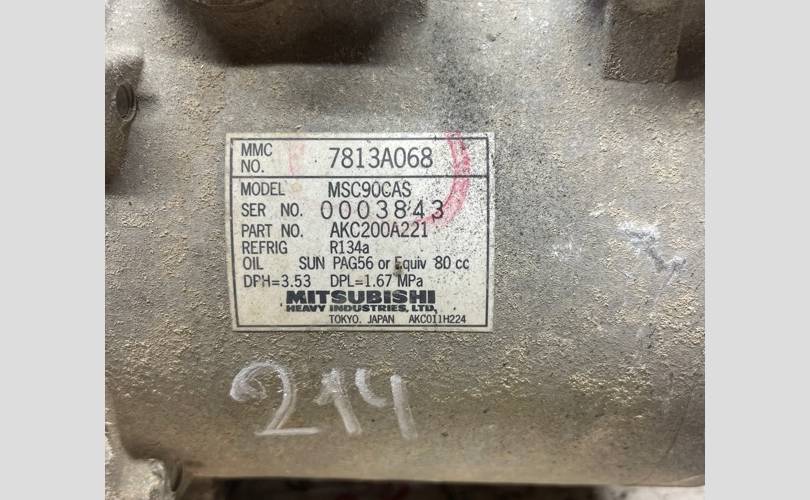 MMC NO. 7813A068
MODEL MSC90CAS
SER NO. 0003843
PART NO. AKC200A221
REFRIG R134a
OIL SUN PAG56 or Equiv 80 cc
DPH=3.53 DPL=1.67 MPa
MITSUBISHI
HEAVY INDUSTRIES, LTD.
TOKYO. JAPAN AKC011H224
214